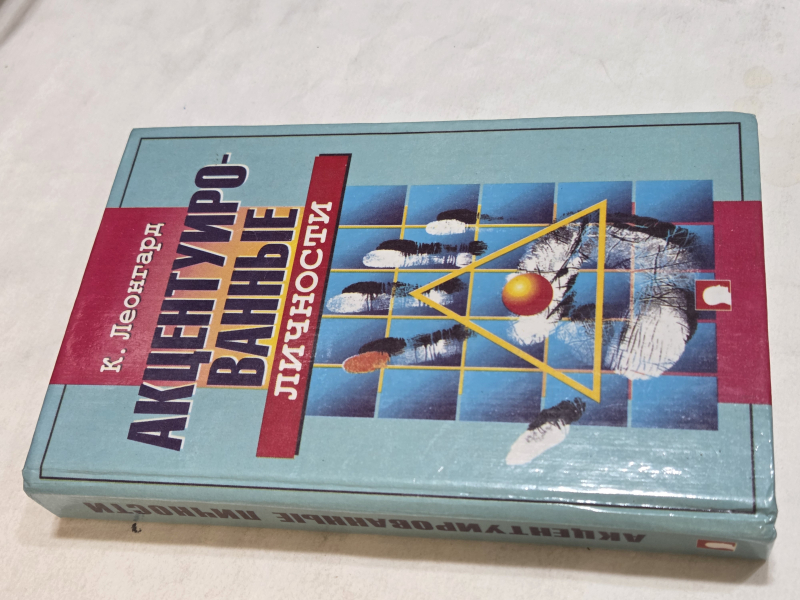 К. Леонгард
АКЦЕНТУИРО-
ВАННЫЕ
ЛИЧНОСТИ
АКЦЕНТУИРОВАННЫЕ ЛИЧНОСТИ